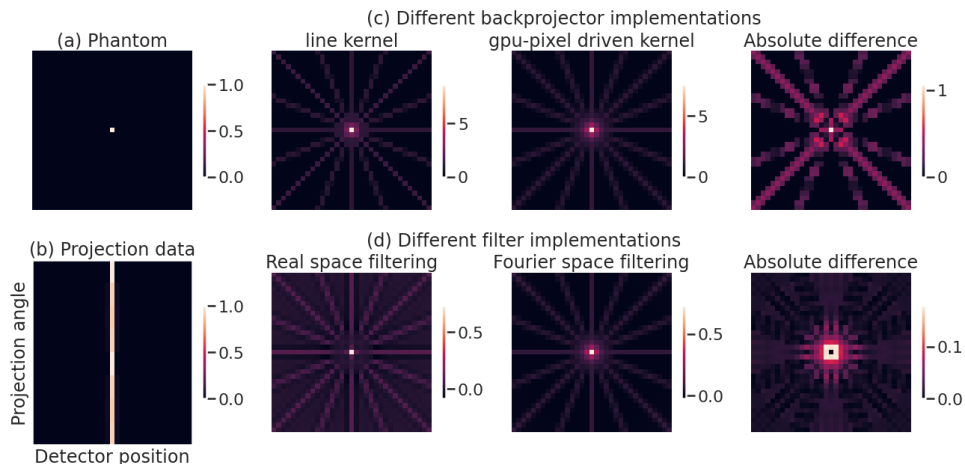 (c) Different backprojector implementations
(a) Phantom
line kernel
gpu-pixel driven kernel
Absolute difference
1.0
0.5
0.0
5
0
5
0
1
0
(d) Different filter implementations
(b) Projection data
Real space filtering
Fourier space filtering
Absolute difference
Projection angle
1.0
0.5
0.0
0.5
0.0
0.5
0.0
0.1
0.0
Detector position